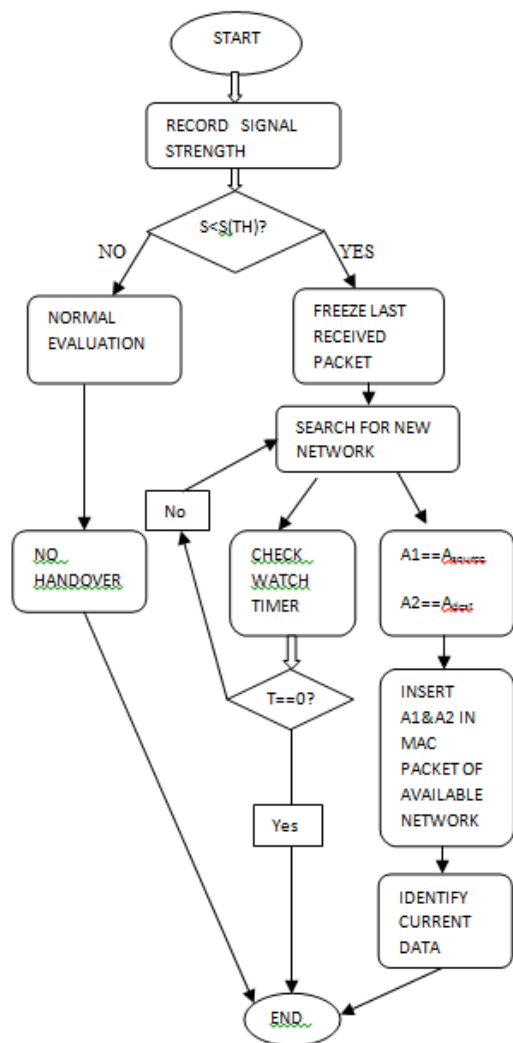 START
RECORD SIGNAL
STRENGTH
S<S(TH)?
NO
YES
NORMAL
EVALUATION
FREEZE LAST
RECEIVED
PACKET
SEARCH FOR NEW
NETWORK
No
NO
HANDOVER
CHECK
WATCH
TIMER
A1==Asource
A2==Adest
T==0?
INSERT
A1&A2 IN
MAC
PACKET OF
AVAILABLE
NETWORK
Yes
IDENTIFY
CURRENT
DATA
END